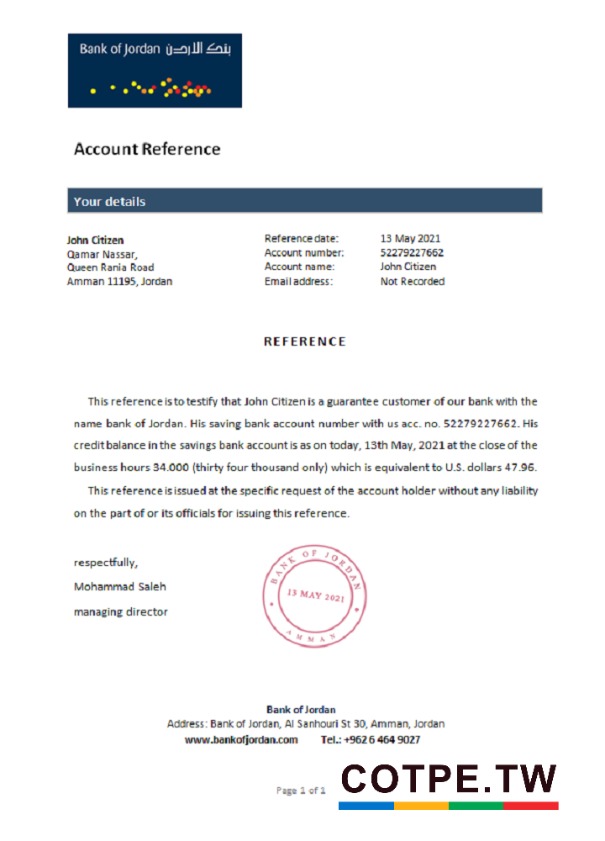 Bank of Jordan بنك الاردن
Account Reference
Your details
John Citizen
Qamar Nassar,
Queen Rania Road
Amman 11195, Jordan
Reference date: 13 May 2021
Account number: 52279227662
Account name: John Citizen
Email address: Not Recorded
REFERENCE
This reference is to testify that John Citizen is a guarantee customer of our bank with the
name bank of Jordan. His saving bank account number with us acc. no. 52279227662. His
credit balance in the savings bank account is as on today, 13th May, 2021 at the close of the
business hours 34.000 (thirty four thousand only) which is equivalent to U.S. dollars 47.96.
This reference is issued at the specific request of the account holder without any liability
on the part of or its officials for issuing this reference.
respectfully,
Mohammad Saleh
managing director
BANK OF JORDAN
13 MAY 2021
AMMAN
Bank of Jordan
Address: Bank of Jordan, Al Sanhouri St 30, Amman, Jordan
www.bankofjordan.com Tel.: +962 6 464 9027
Page 1 of 1
COTPE.TW